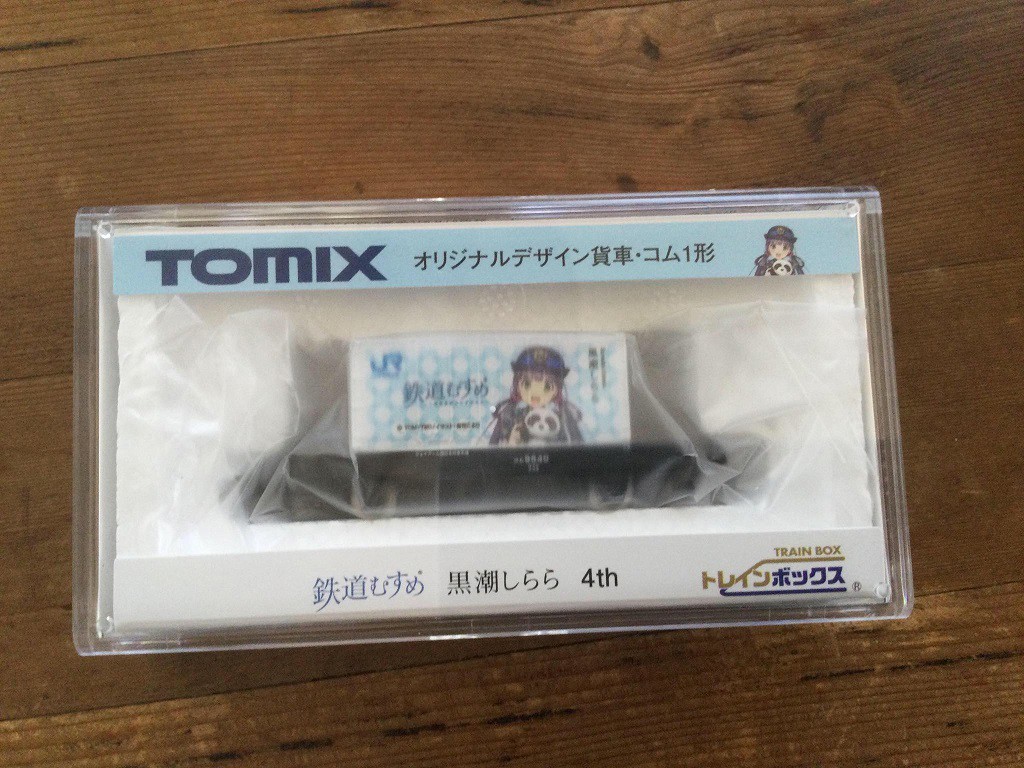 TOMIX オリジナルデザイン貨車・コム1形
JR
鉄道むすめ
黒潮しらら
鉄道むすめ 黒潮しらら 4th
TRAIN BOX
トレインボックス®